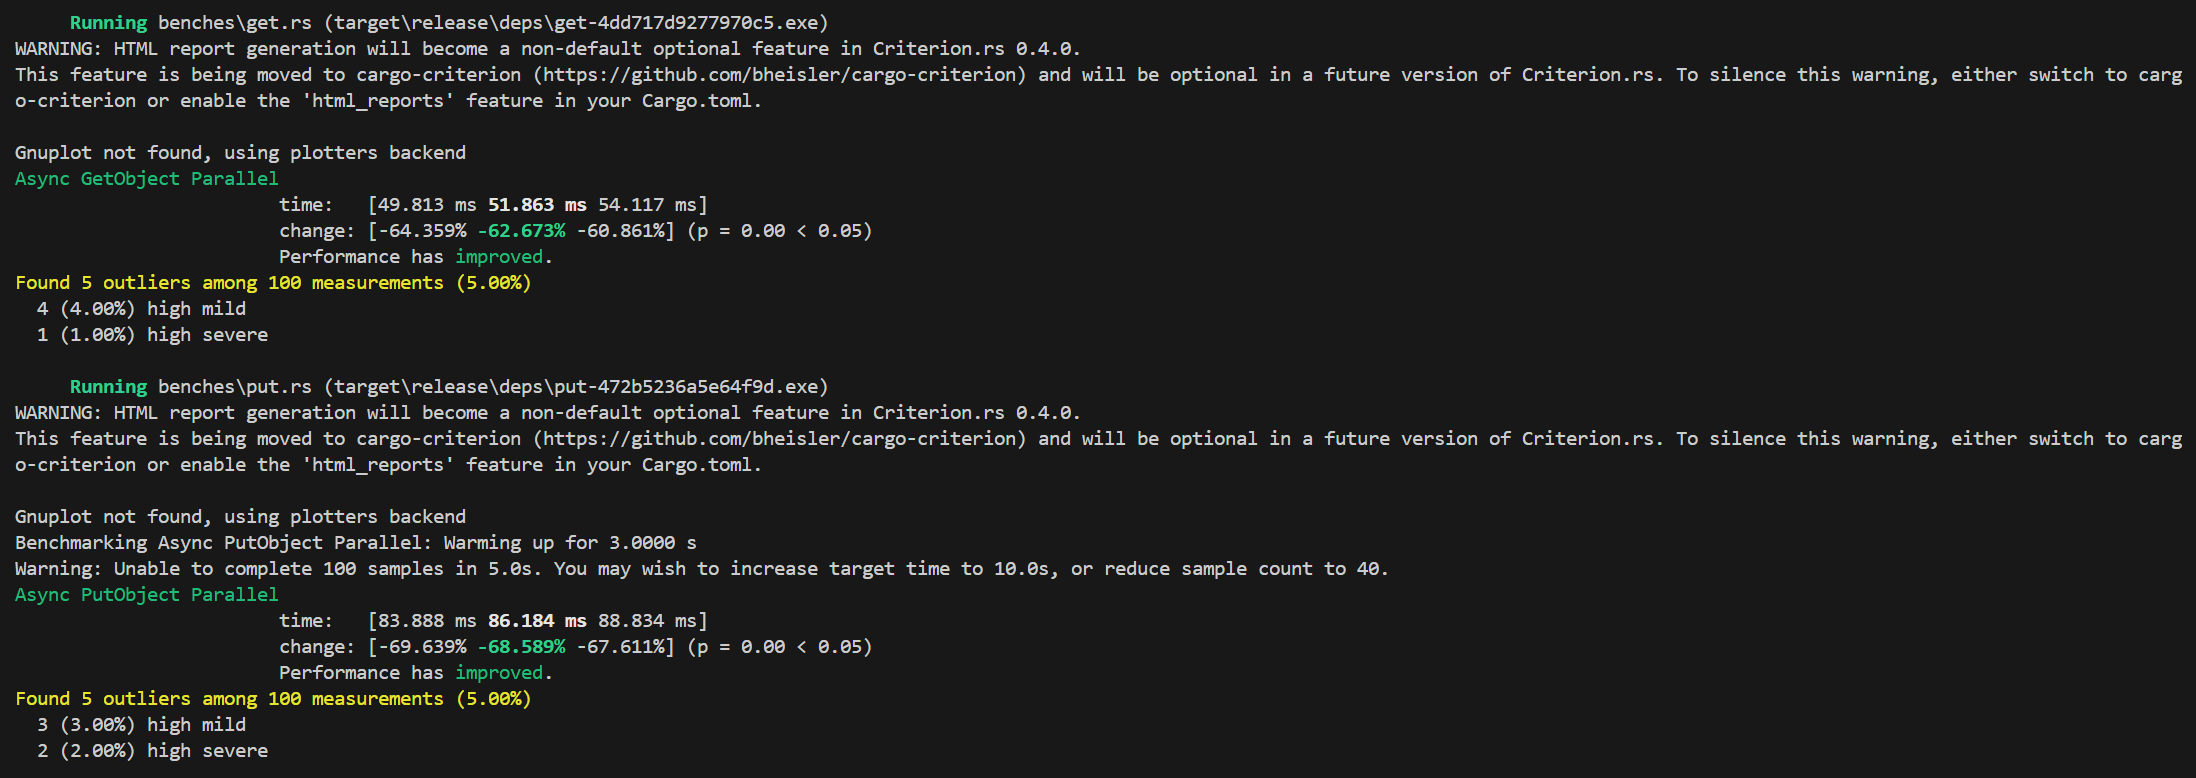 Running benches\get.rs (target\release\deps\get-4dd717d9277970c5.exe)
WARNING: HTML report generation will become a non-default optional feature in Criterion.rs 0.4.0.
This feature is being moved to cargo-criterion (https://github.com/bheisler/cargo-criterion) and will be optional in a future version of Criterion.rs. To silence this warning, either switch to carg
o-criterion or enable the 'html_reports' feature in your Cargo.toml.
Gnuplot not found, using plotters backend
Async GetObject Parallel
time:   [49.813 ms 51.863 ms 54.117 ms]
change: [-64.359% -62.673% -60.861%] (p = 0.00 < 0.05)
Performance has improved.
Found 5 outliers among 100 measurements (5.00%)
4 (4.00%) high mild
1 (1.00%) high severe
Running benches\put.rs (target\release\deps\put-472b5236a5e64f9d.exe)
WARNING: HTML report generation will become a non-default optional feature in Criterion.rs 0.4.0.
This feature is being moved to cargo-criterion (https://github.com/bheisler/cargo-criterion) and will be optional in a future version of Criterion.rs. To silence this warning, either switch to carg
o-criterion or enable the 'html_reports' feature in your Cargo.toml.
Gnuplot not found, using plotters backend
Benchmarking Async PutObject Parallel: Warming up for 3.0000 s
Warning: Unable to complete 100 samples in 5.0s. You may wish to increase target time to 10.0s, or reduce sample count to 40.
Async PutObject Parallel
time:   [83.888 ms 86.184 ms 88.834 ms]
change: [-69.639% -68.589% -67.611%] (p = 0.00 < 0.05)
Performance has improved.
Found 5 outliers among 100 measurements (5.00%)
3 (3.00%) high mild
2 (2.00%) high severe